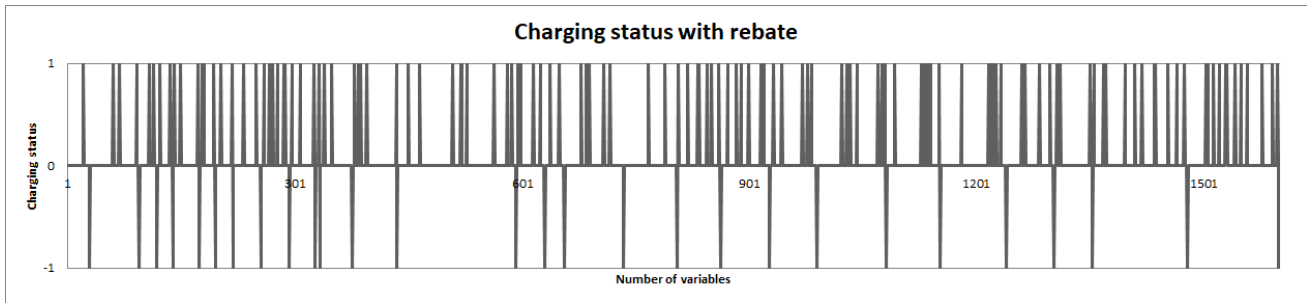 Charging status with rebate
1
0
-1
Charging status
1 301 601 901 1201 1501
Number of variables